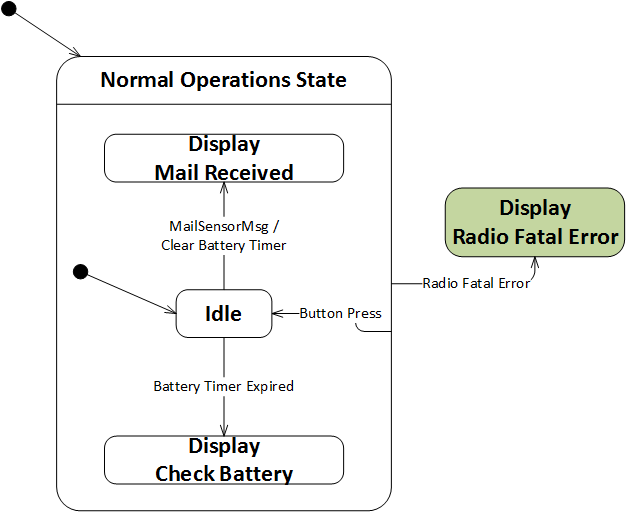 Normal Operations State
Display
Mail Received
MailSensorMsg /
Clear Battery Timer
Display
Radio Fatal Error
Radio Fatal Error
Idle
Button Press
Battery Timer Expired
Display
Check Battery